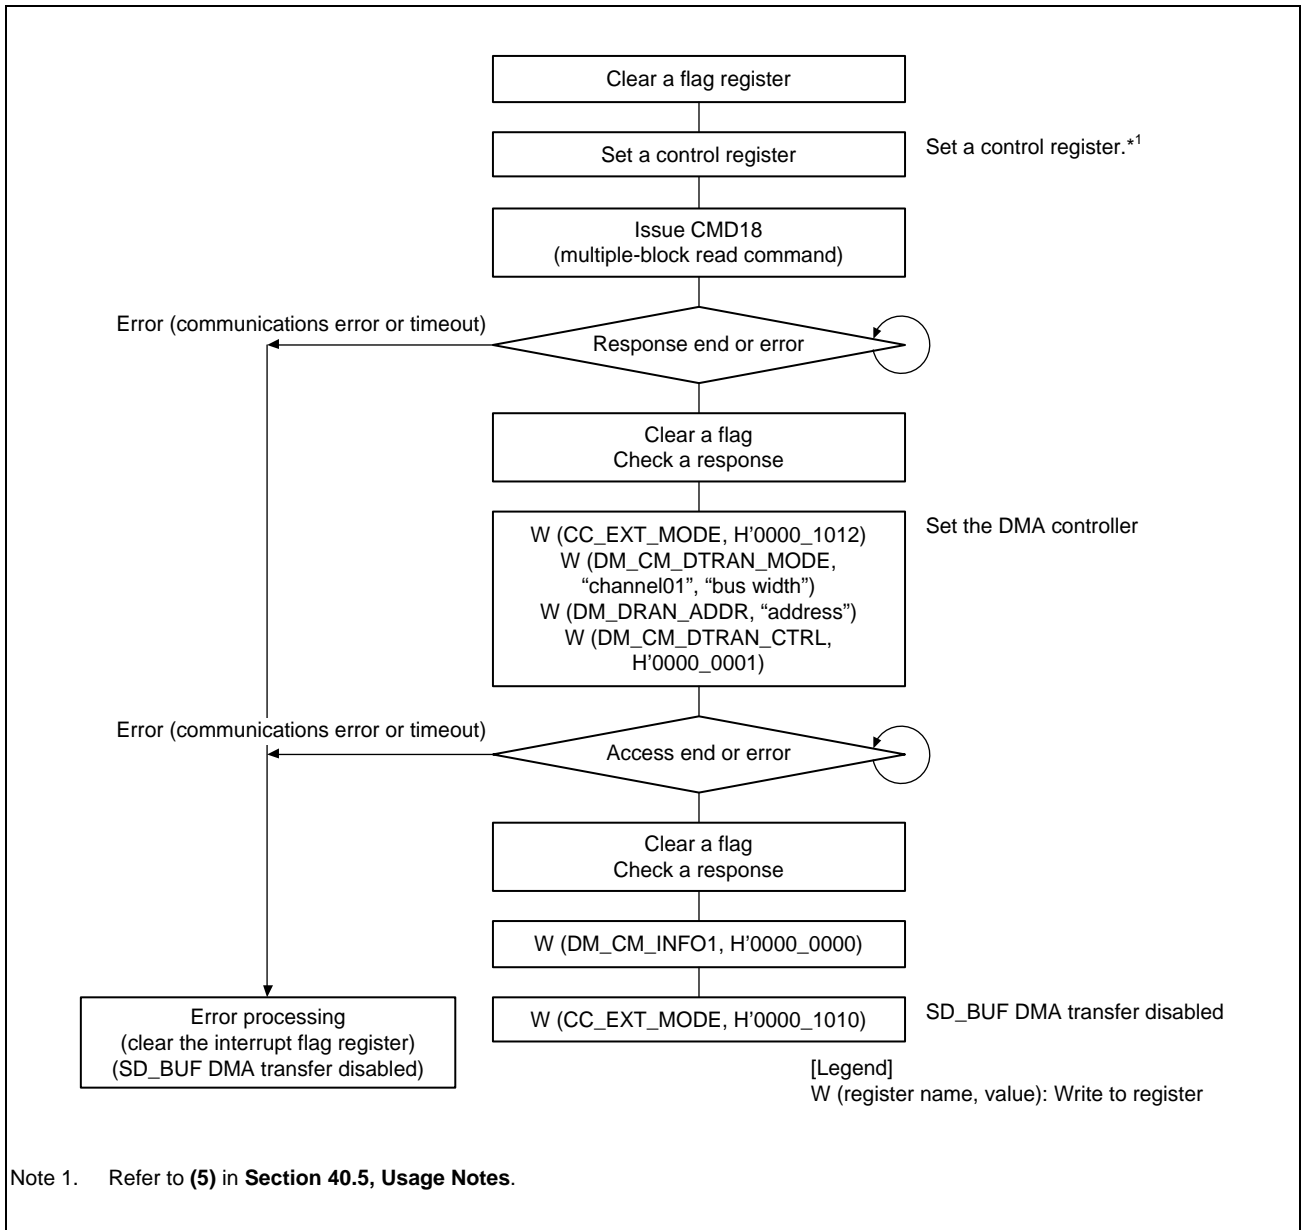 Clear a flag register
Set a control register
Set a control register.*1
Issue CMD18
(multiple-block read command)
Error (communications error or timeout)
Response end or error
Clear a flag
Check a response
W (CC_EXT_MODE, H'0000_1012)
W (DM_CM_DTRAN_MODE,
“channel01”, “bus width”)
W (DM_DRAN_ADDR, “address”)
W (DM_CM_DTRAN_CTRL,
H'0000_0001)
Set the DMA controller
Error (communications error or timeout)
Access end or error
Clear a flag
Check a response
W (DM_CM_INFO1, H'0000_0000)
W (CC_EXT_MODE, H'0000_1010)
SD_BUF DMA transfer disabled
Error processing
(clear the interrupt flag register)
(SD_BUF DMA transfer disabled)
[Legend]
W (register name, value): Write to register
Note 1. Refer to (5) in Section 40.5, Usage Notes.